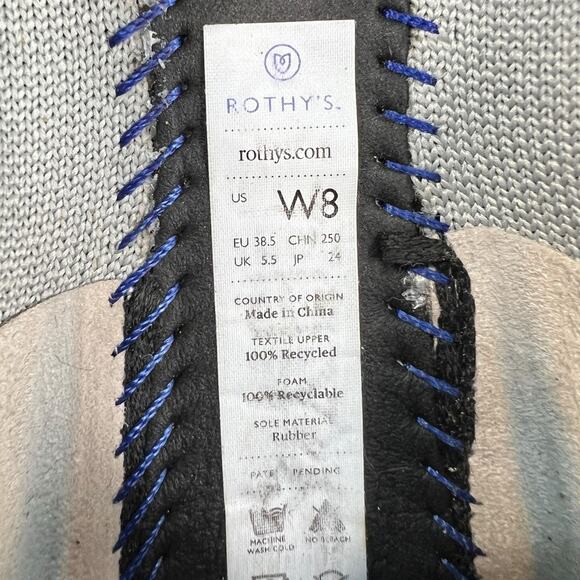 ROTHY'S™
rothys.com
US W8
EU 38.5 CHN 250
UK 5.5 JP 24
COUNTRY OF ORIGIN
Made in China
TEXTILE UPPER
100% Recycled
FOAM
100% Recyclable
SOLE MATERIAL
Rubber
PATENT PENDING
MACHINE
WASH COLD
NO BLEACH